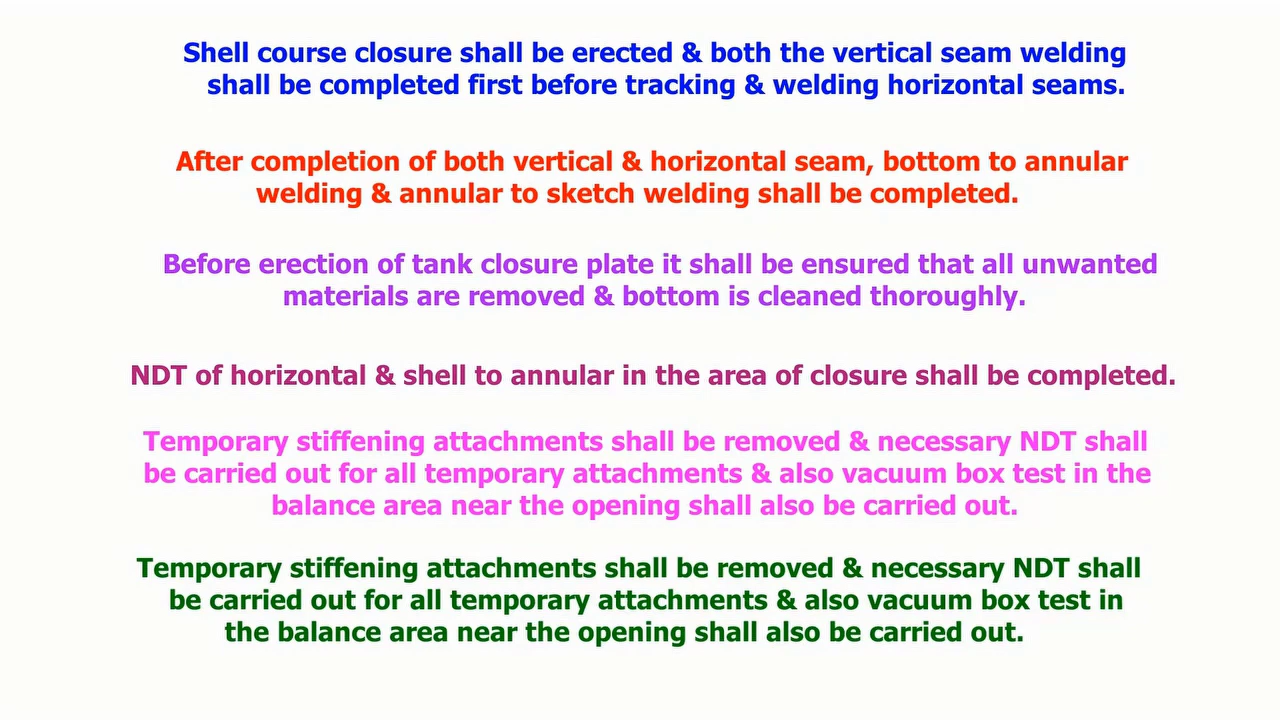 Shell course closure shall be erected & both the vertical seam welding
shall be completed first before tracking & welding horizontal seams.
After completion of both vertical & horizontal seam, bottom to annular
welding & annular to sketch welding shall be completed.
Before erection of tank closure plate it shall be ensured that all unwanted
materials are removed & bottom is cleaned thoroughly.
NDT of horizontal & shell to annular in the area of closure shall be completed.
Temporary stiffening attachments shall be removed & necessary NDT shall
be carried out for all temporary attachments & also vacuum box test in the
balance area near the opening shall also be carried out.
Temporary stiffening attachments shall be removed & necessary NDT shall
be carried out for all temporary attachments & also vacuum box test in
the balance area near the opening shall also be carried out.